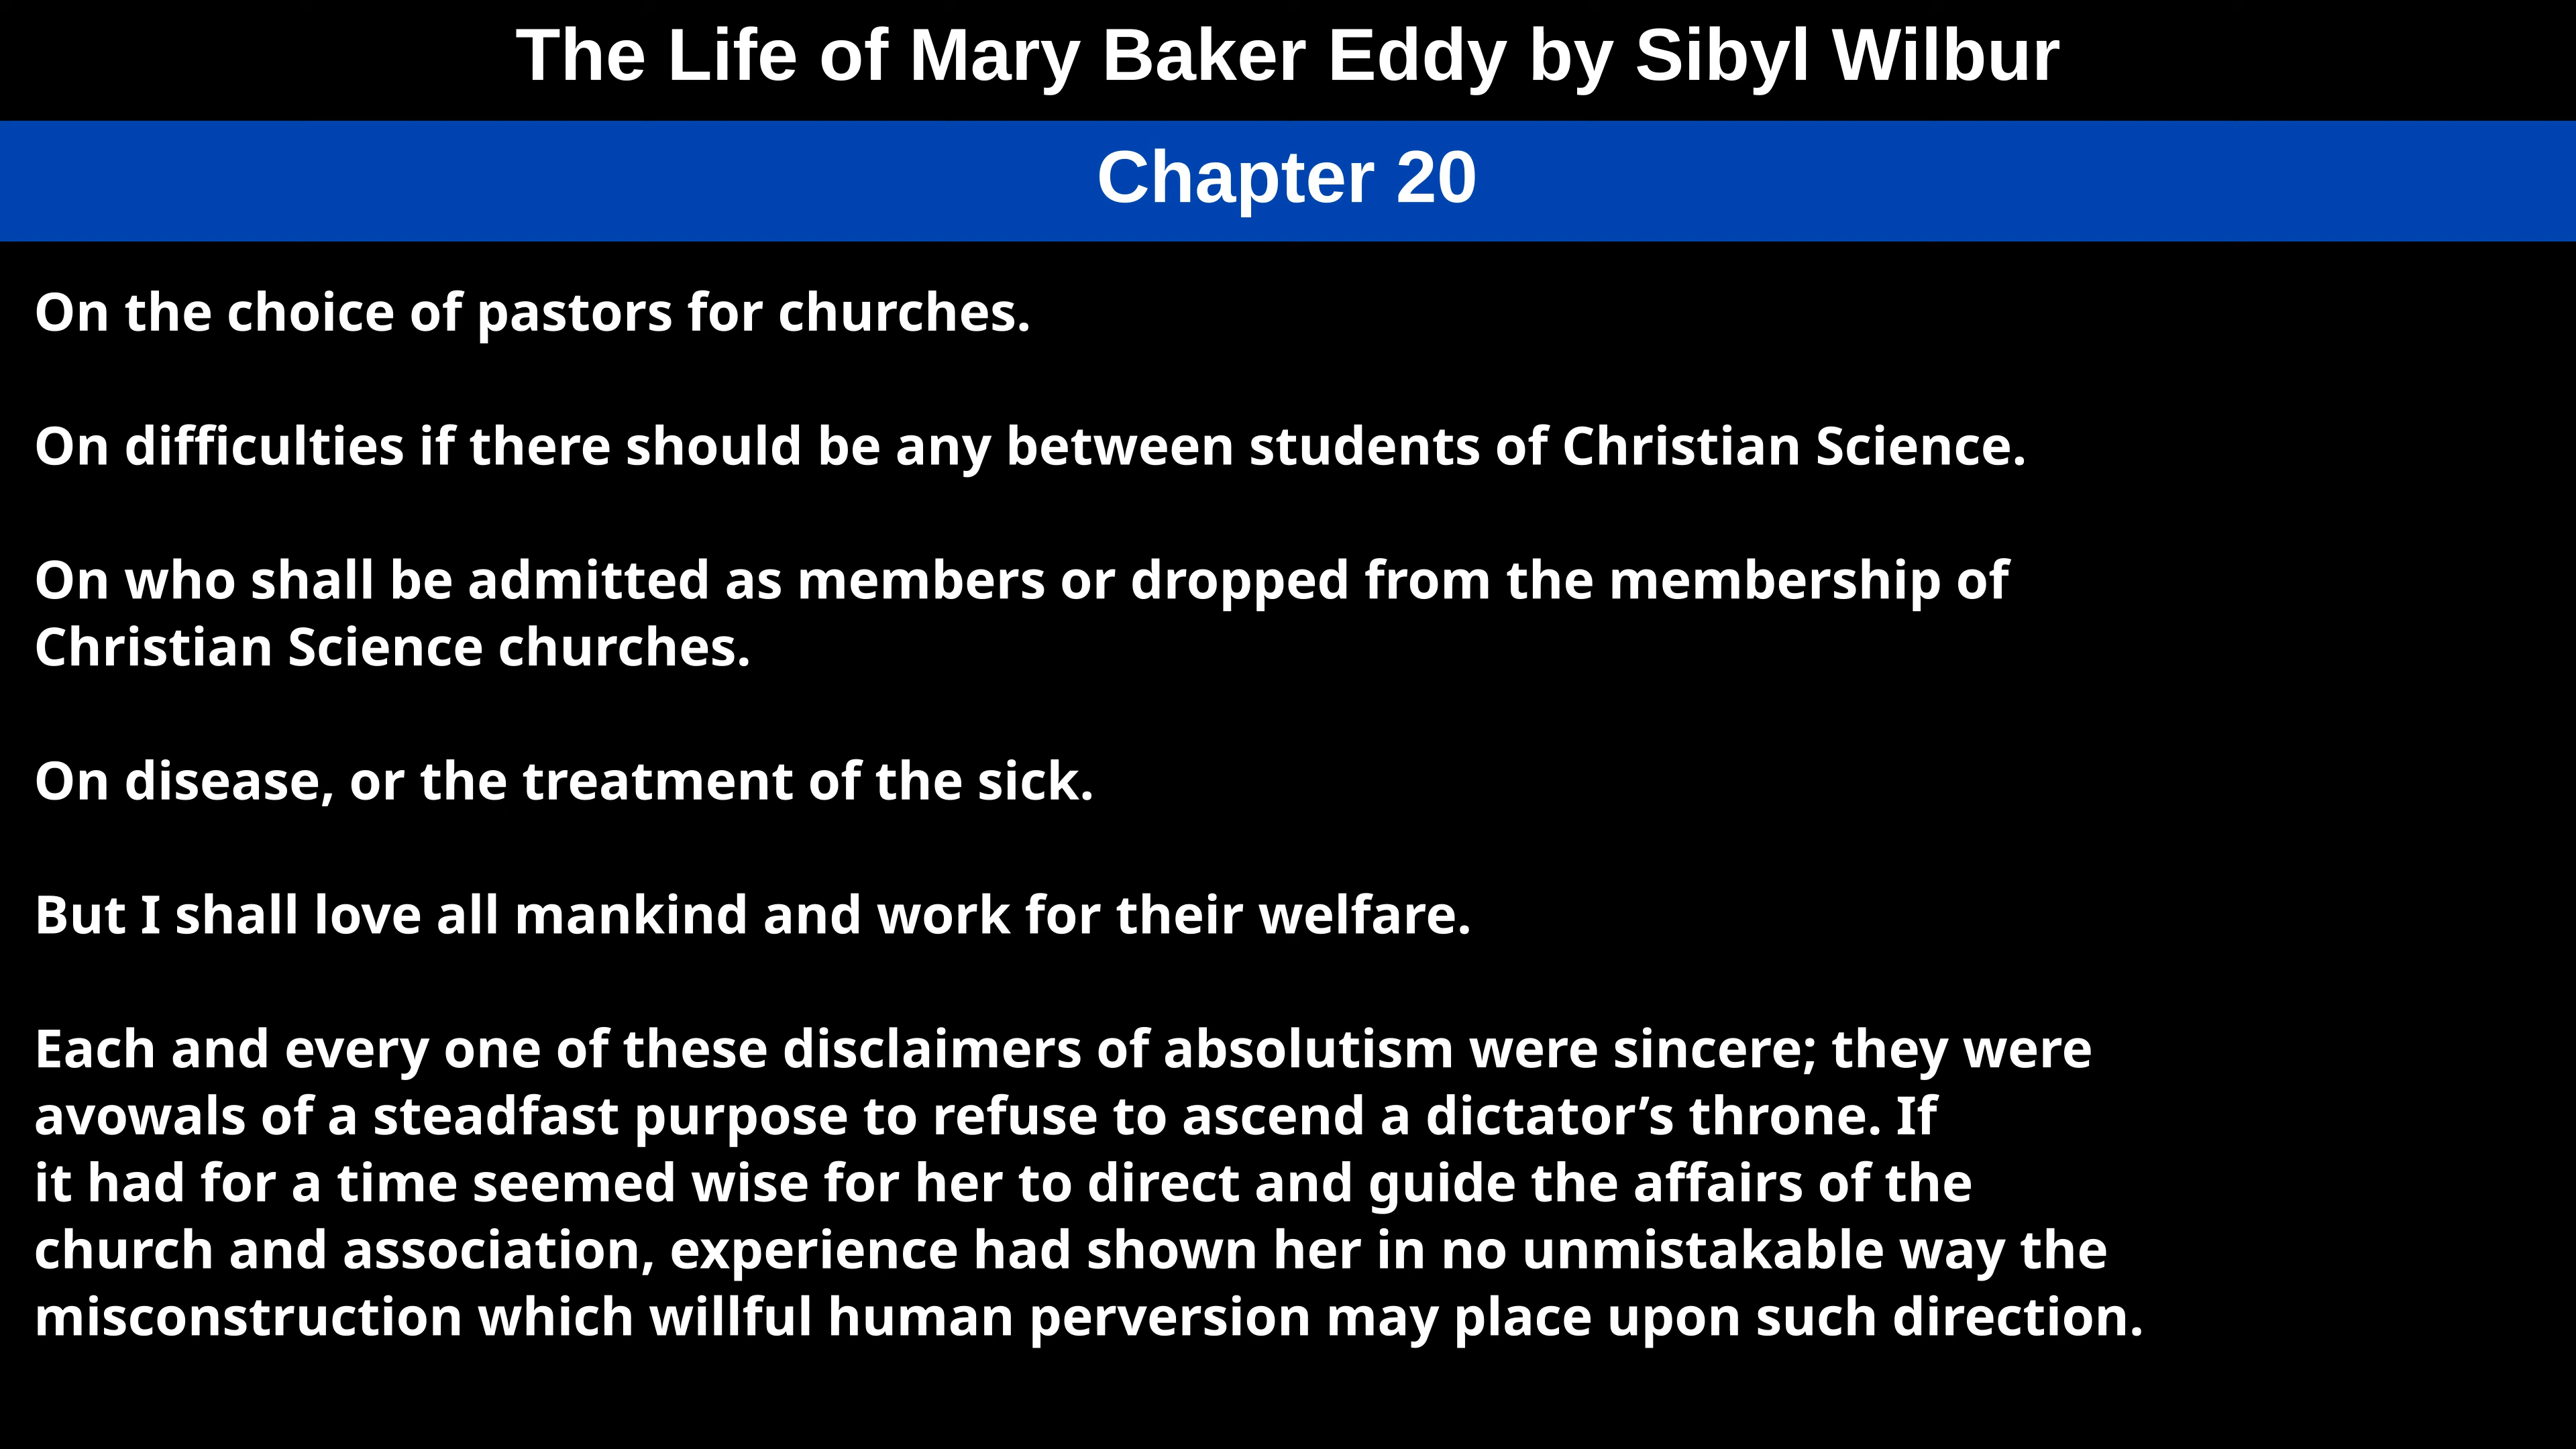 The Life of Mary Baker Eddy by Sibyl Wilbur
Chapter 20
On the choice of pastors for churches.
On difficulties if there should be any between students of Christian Science.
On who shall be admitted as members or dropped from the membership of
Christian Science churches.
On disease, or the treatment of the sick.
But I shall love all mankind and work for their welfare.
Each and every one of these disclaimers of absolutism were sincere; they were
avowals of a steadfast purpose to refuse to ascend a dictator’s throne. If
it had for a time seemed wise for her to direct and guide the affairs of the
church and association, experience had shown her in no unmistakable way the
misconstruction which willful human perversion may place upon such direction.